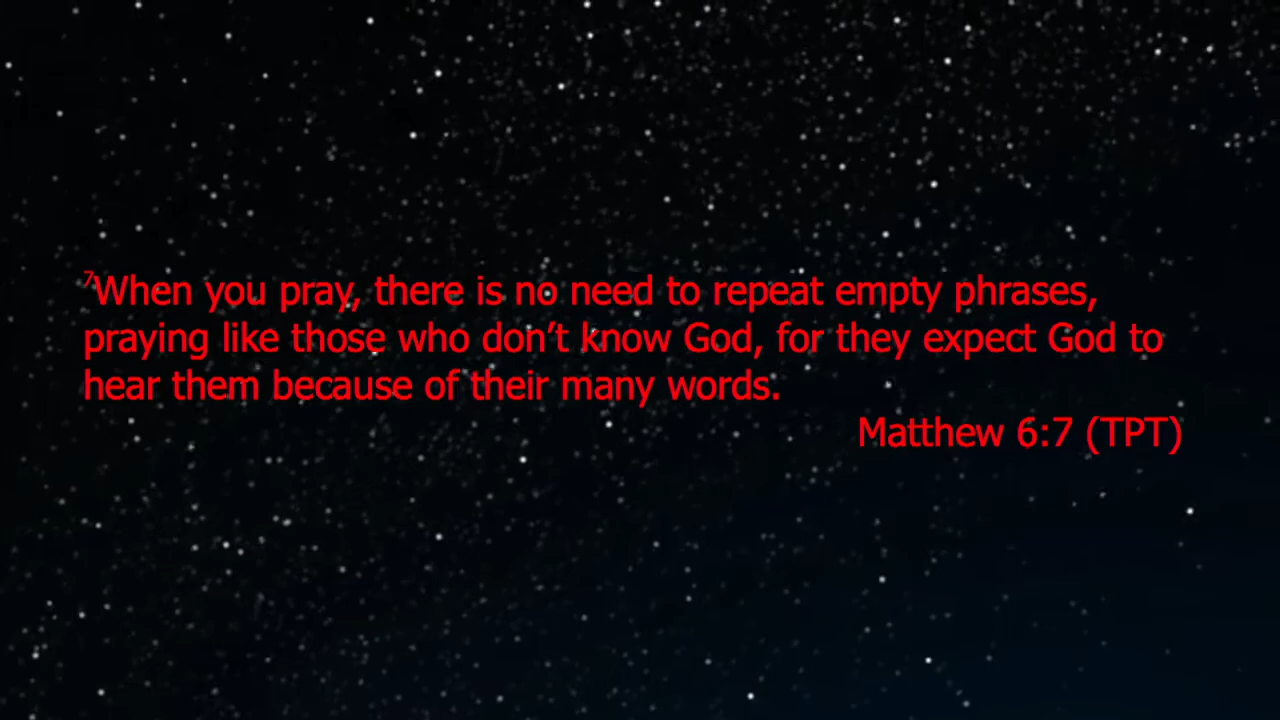 7When you pray, there is no need to repeat empty phrases,
praying like those who don’t know God, for they expect God to
hear them because of their many words.
Matthew 6:7 (TPT)